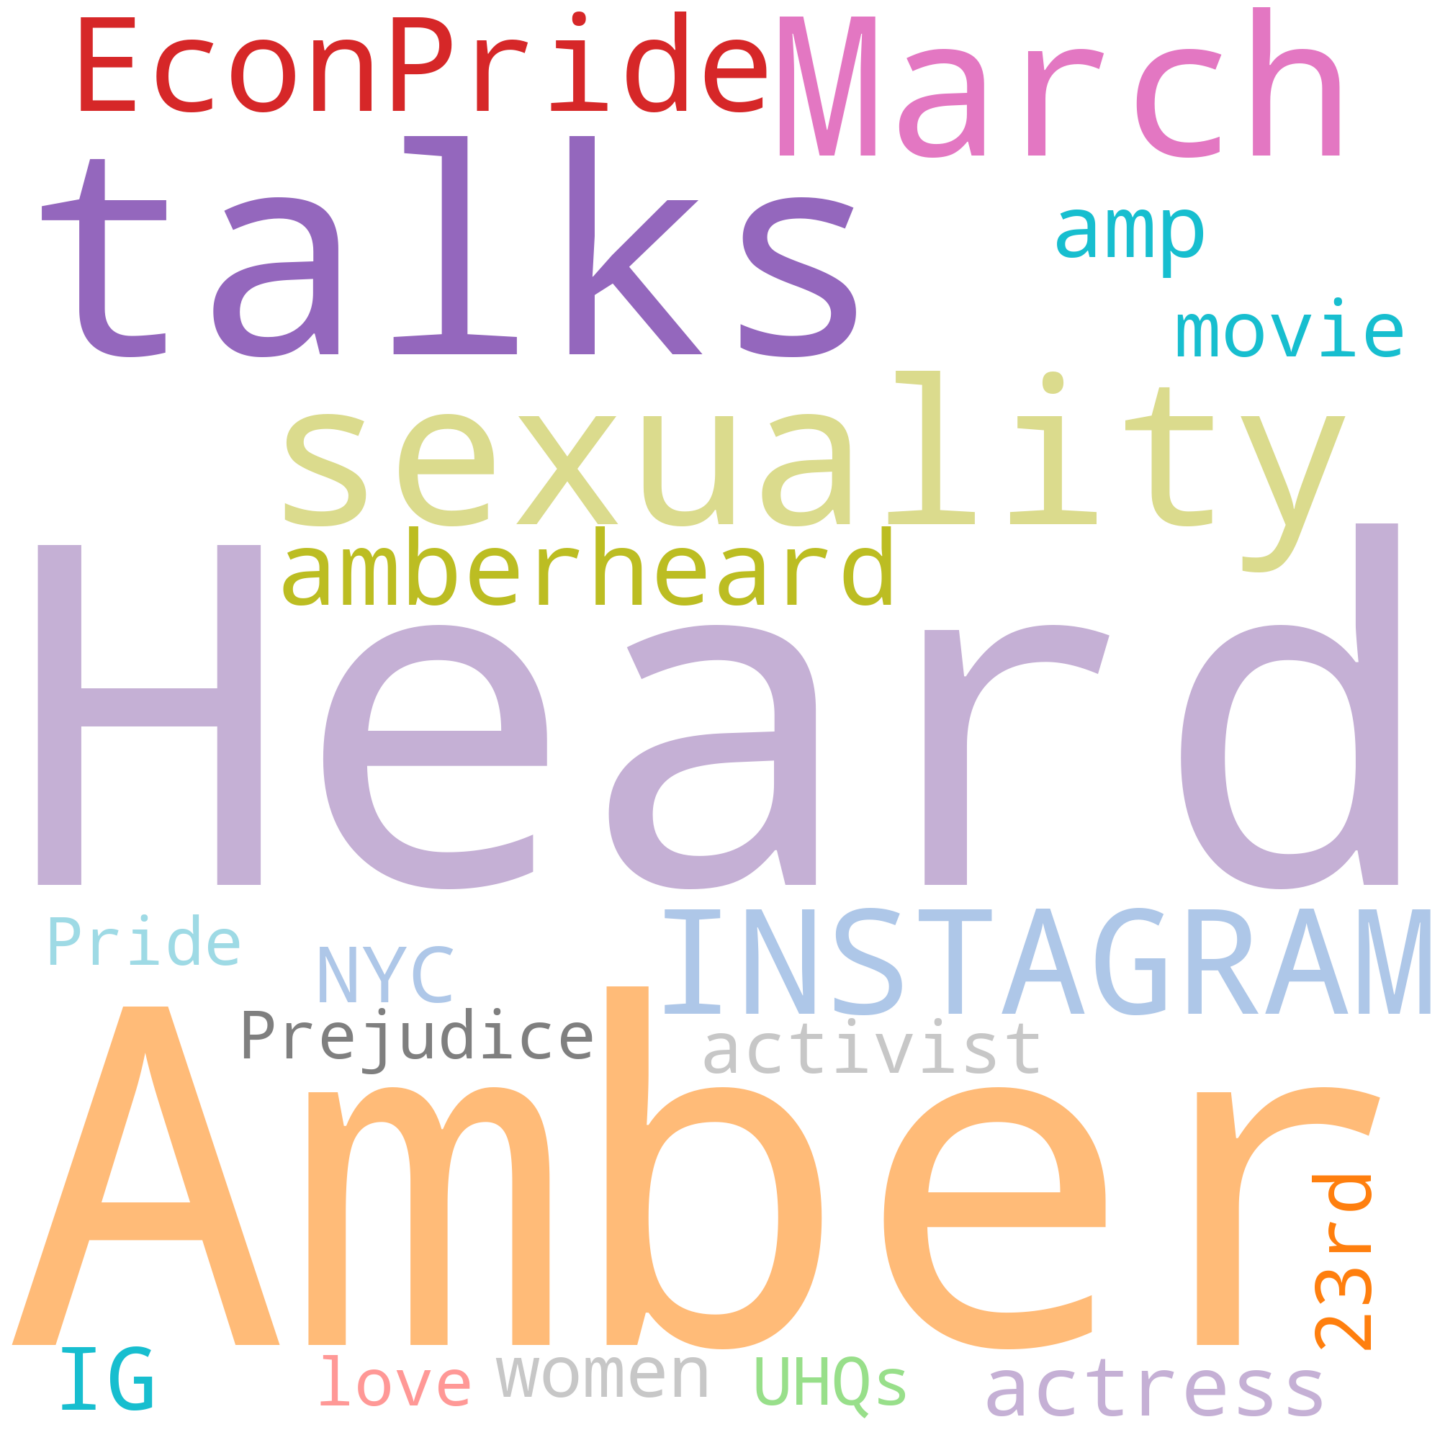 EconPride March
talks
amp
movie
sexuality
amberheard
Heard
Pride
NYC
INSTAGRAM
Prejudice
activist
Amber
23rd
IG
love
women
UHQs
actress